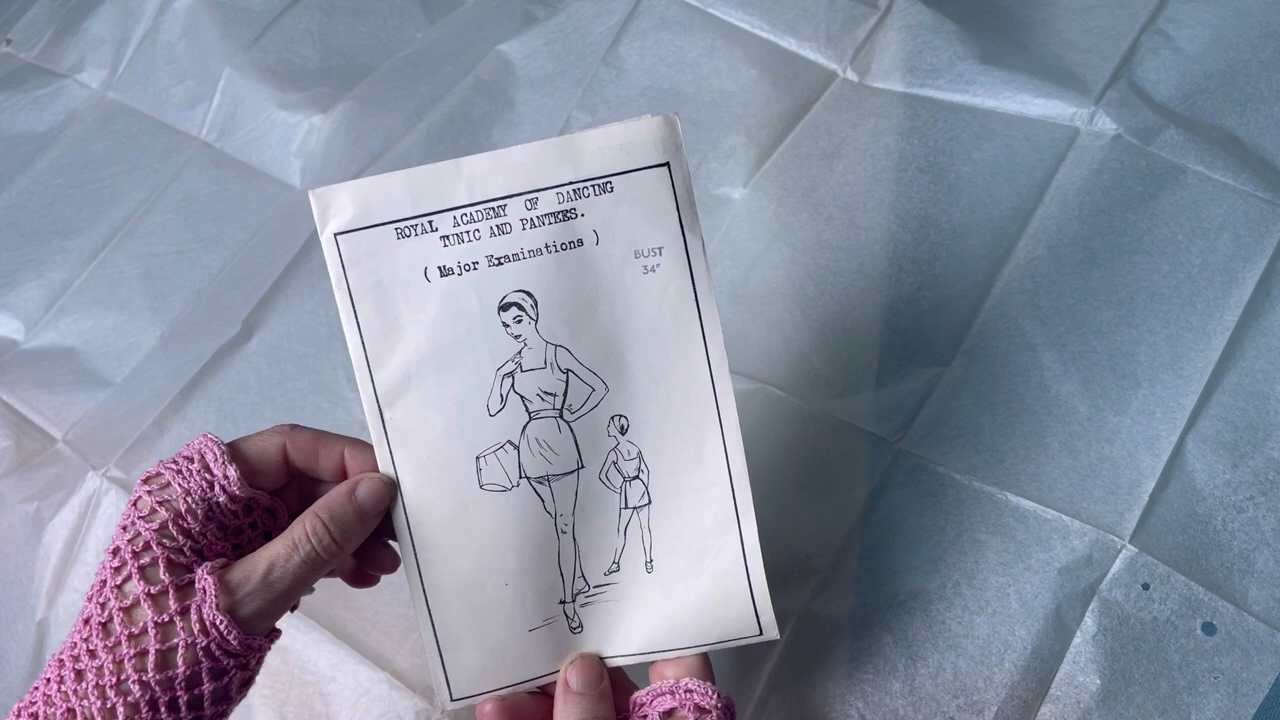 ROYAL ACADEMY OF DANCING
TUNIC AND PANTEES.
( Major Examinations )
BUST
34"